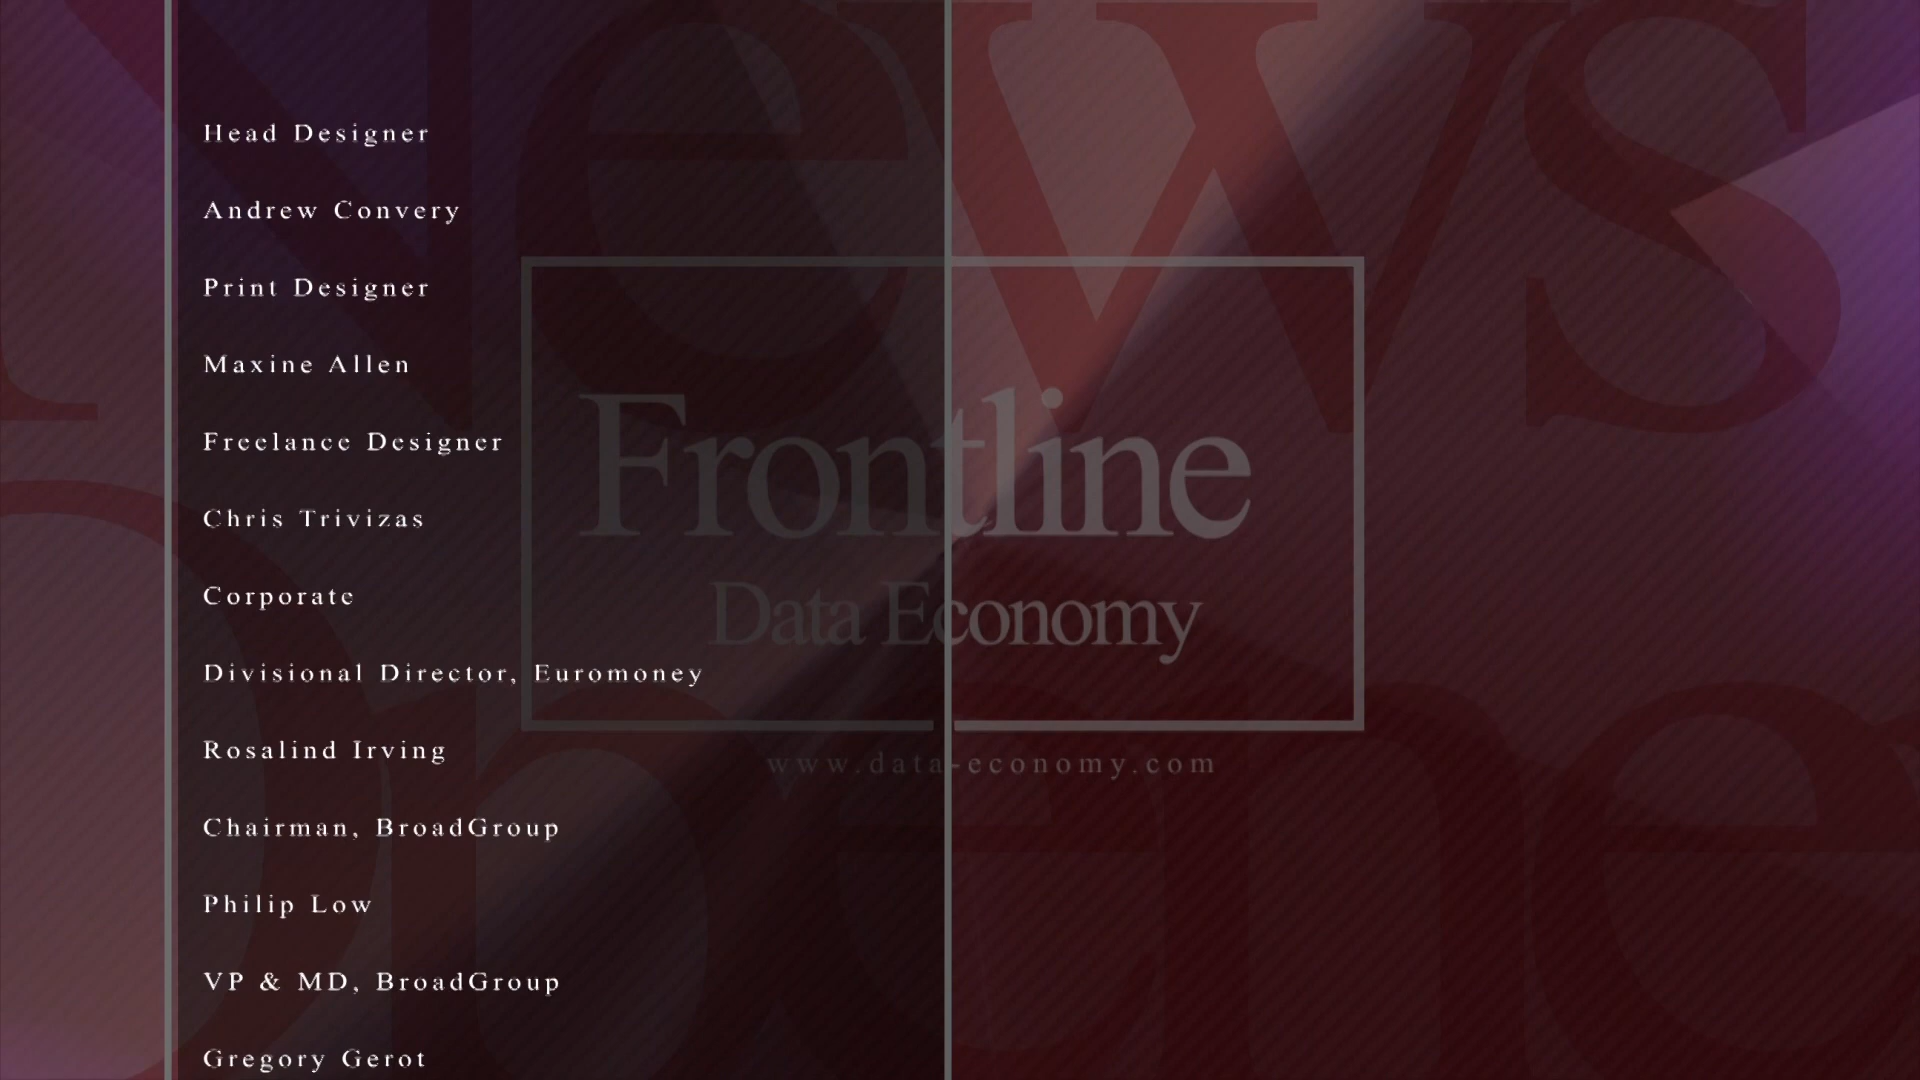 News
Head Designer
Andrew Convery
Print Designer
Maxine Allen
Freelance Designer
Chris Trivizas
Corporate
Divisional Director, Euromoney
Rosalind Irving
Chairman, BroadGroup
Philip Low
VP & MD, BroadGroup
Gregory Gerot
Frontline
Data Economy
www.data-economy.com